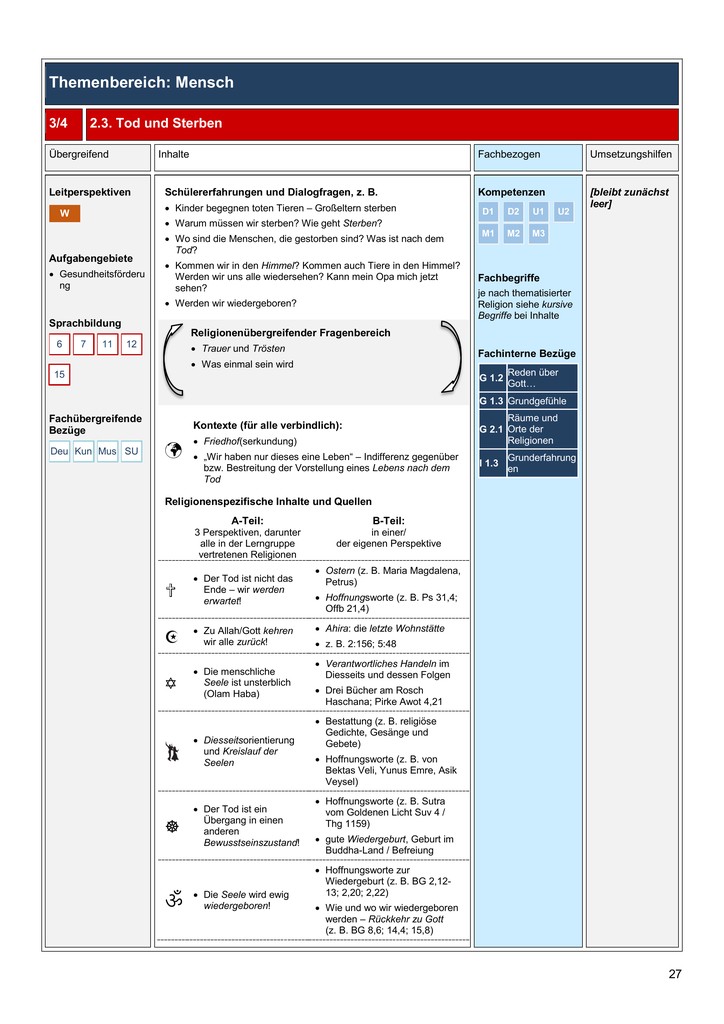 Themenbereich: Mensch
3/4 2.3. Tod und Sterben
Übergreifend Inhalte Fachbezogen Umsetzungshilfen
Leitperspektiven
W
Aufgabengebiete
• Gesundheitsförderu
ng
Sprachbildung
6 7 11 12
15
Fachübergreifende
Bezüge
Deu Kun Mus SU
Schülererfahrungen und Dialogfragen, z. B.
• Kinder begegnen toten Tieren – Großeltern sterben
• Warum müssen wir sterben? Wie geht Sterben?
• Wo sind die Menschen, die gestorben sind? Was ist nach dem
Tod?
• Kommen wir in den Himmel? Kommen auch Tiere in den Himmel?
Werden wir uns alle wiedersehen? Kann mein Opa mich jetzt
sehen?
• Werden wir wiedergeboren?
Religionenübergreifender Fragenbereich
• Trauer und Trösten
• Was einmal sein wird
Kontexte (für alle verbindlich):
• Friedhof(serkundung)
• „Wir haben nur dieses eine Leben“ – Indifferenz gegenüber
bzw. Bestreitung der Vorstellung eines Lebens nach dem
Tod
Religionenspezifische Inhalte und Quellen
A-Teil:
3 Perspektiven, darunter
alle in der Lerngruppe
vertretenen Religionen
B-Teil:
in einer/
der eigenen Perspektive
• Der Tod ist nicht das
Ende – wir werden
erwartet!
• Ostern (z. B. Maria Magdalena,
Petrus)
• Hoffnungsworte (z. B. Ps 31,4;
Offb 21,4)
• Zu Allah/Gott kehren
wir alle zurück!
• Ahira: die letzte Wohnstätte
• z. B. 2:156; 5:48
• Die menschliche
Seele ist unsterblich
(Olam Haba)
• Verantwortliches Handeln im
Diesseits und dessen Folgen
• Drei Bücher am Rosch
Haschana; Pirke Awot 4,21
• Diesseitsorientierung
und Kreislauf der
Seelen
• Bestattung (z. B. religiöse
Gedichte, Gesänge und
Gebete)
• Hoffnungsworte (z. B. von
Bektas Veli, Yunus Emre, Asik
Veysel)
• Der Tod ist ein
Übergang in einen
anderen
Bewusstseinszustand!
• Hoffnungsworte (z. B. Sutra
vom Goldenen Licht Suv 4 /
Thg 1159)
• gute Wiedergeburt, Geburt im
Buddha-Land / Befreiung
ॐ
• Die Seele wird ewig
wiedergeboren!
• Hoffnungsworte zur
Wiedergeburt (z. B. BG 2,12-
13; 2,20; 2,22)
• Wie und wo wir wiedergeboren
werden – Rückkehr zu Gott
(z. B. BG 8,6; 14,4; 15,8)
Kompetenzen
D1 D2 U1 U2
M1 M2 M3
Fachbegriffe
je nach thematisierter
Religion siehe kursive
Begriffe bei Inhalte
Fachinterne Bezüge
G 1.2 Reden über
Gott…
G 1.3 Grundgefühle
G 2.1 Räume und
Orte der
Religionen
I 1.3 Grunderfahrung
en
[bleibt zunächst
leer]
27